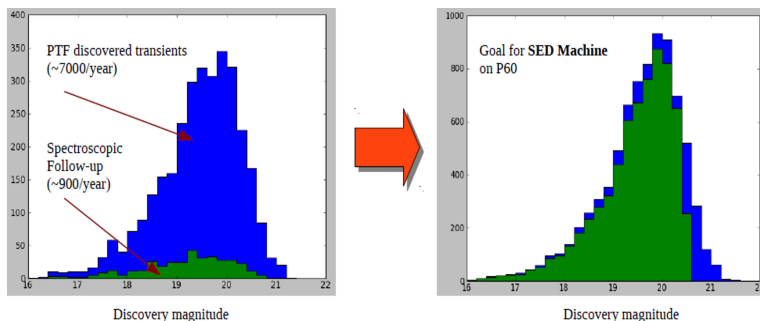 400
350
300
250
200
150
100
50
0
16 17 18 19 20 21 22
PTF discovered transients
(~7000/year)
Spectroscopic
Follow-up
(~900/year)
Discovery magnitude
1000
800
600
400
200
0
16 17 18 19 20 21 22
Goal for SED Machine
on P60
Discovery magnitude